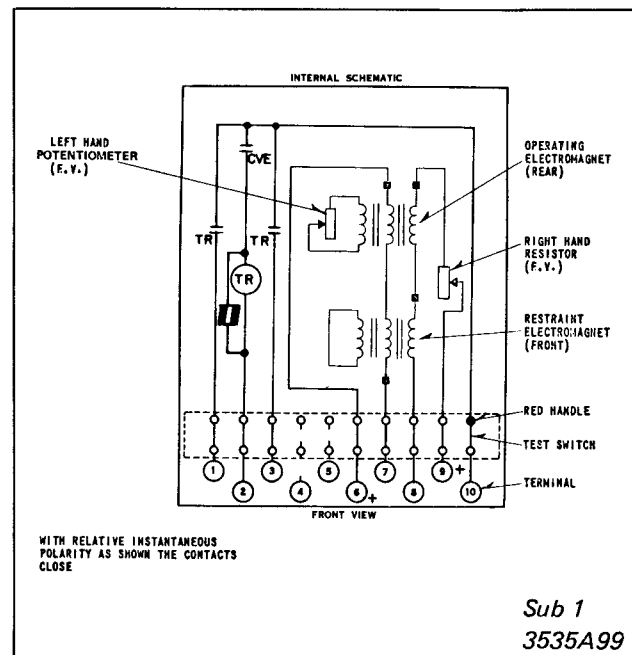 INTERNAL SCHEMATIC
LEFT HAND
POTENTIOMETER
(F.V.)
CVE
TR
TR
TR
OPERATING
ELECTROMAGNET
(REAR)
RIGHT HAND
RESISTOR
(F.V.)
RESTRAINT
ELECTROMAGNET
(FRONT)
RED HANDLE
TEST SWITCH
TERMINAL
1
2
3
4
5
6
+
7
8
9
+
10
FRONT VIEW
WITH RELATIVE INSTANTANEOUS
POLARITY AS SHOWN THE CONTACTS
CLOSE
Sub 1
3535A99